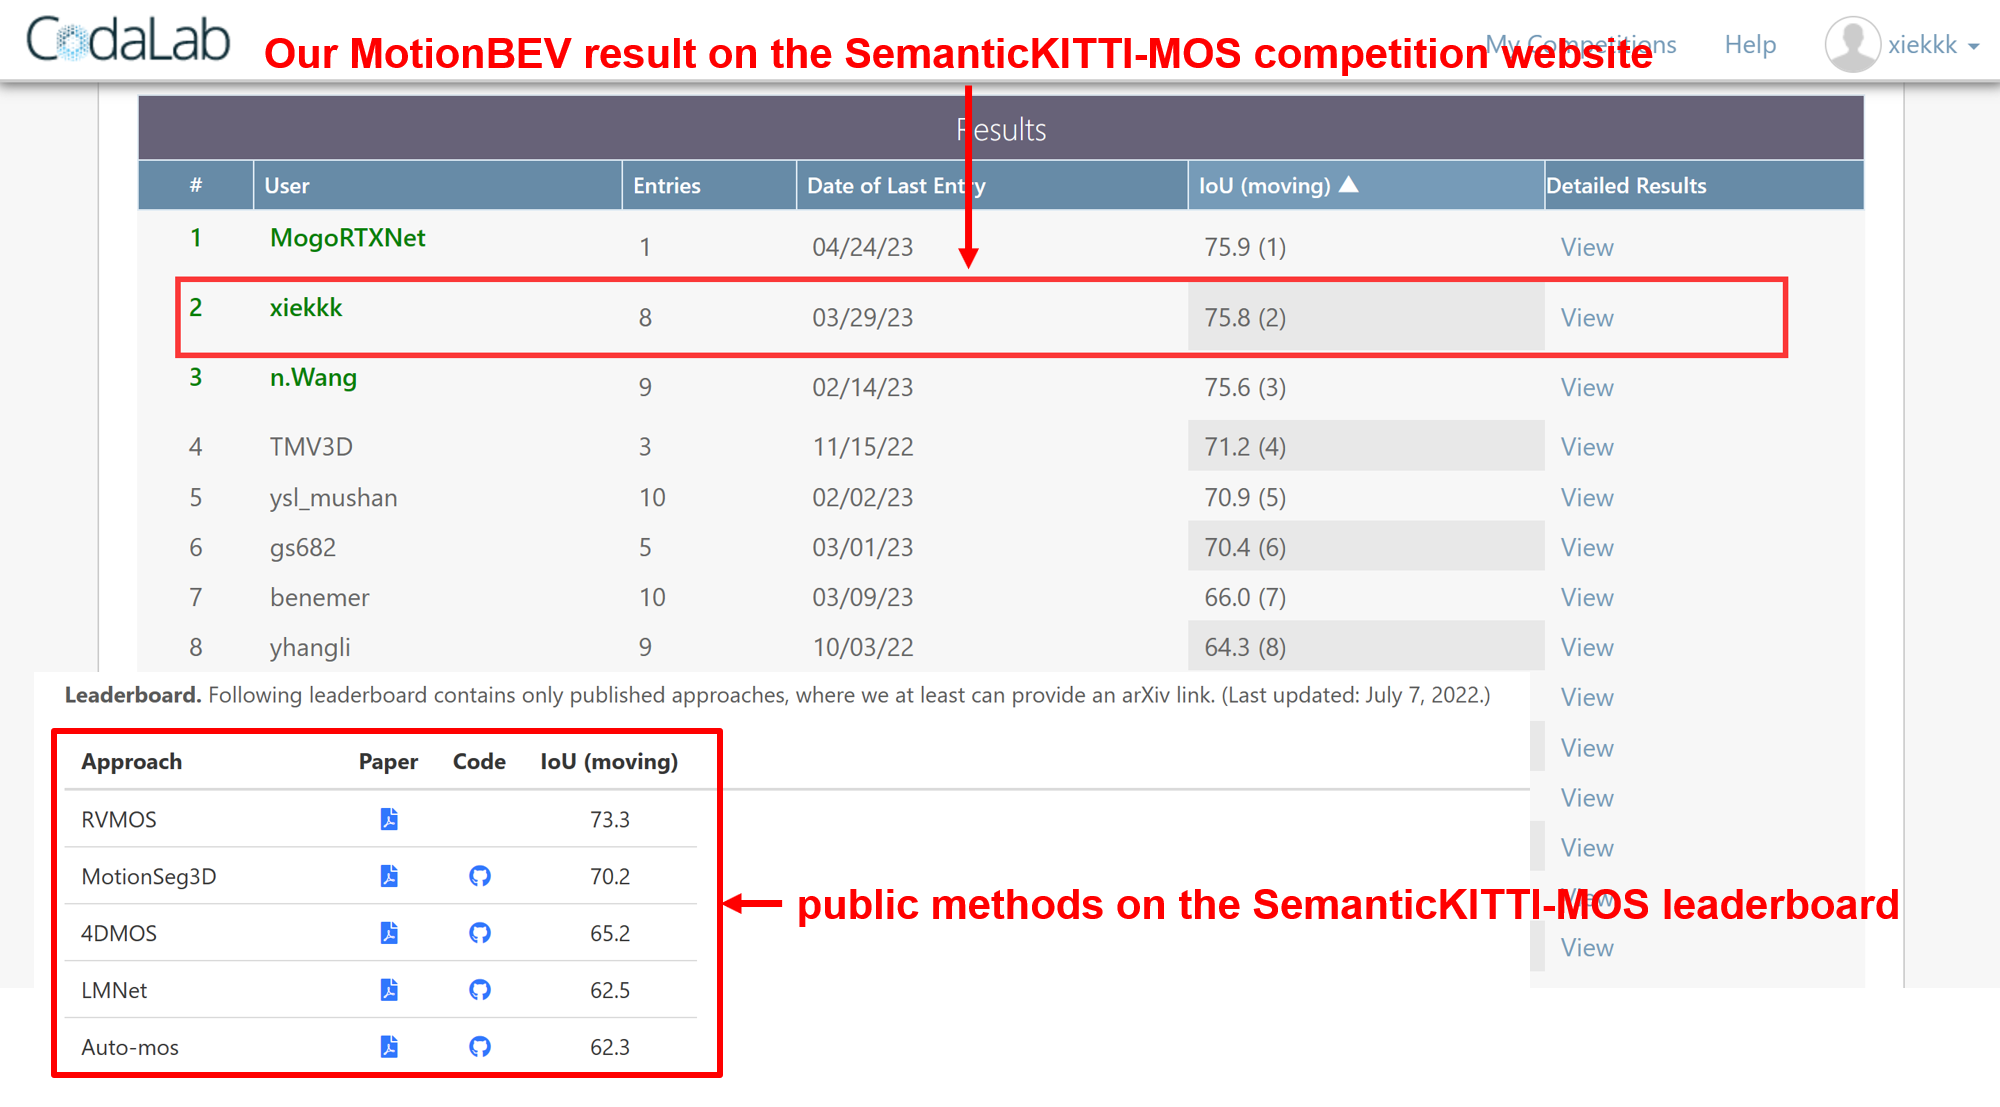 CodaLab
Our MotionBEV result on the SemanticKITTI-MOS competition website
My Competitions Help xiekkk
Results
# User Entries Date of Last Entry IoU (moving) ▲ Detailed Results
1 MogoRTXNet 1 04/24/23 75.9 (1) View
2 xiekkk 8 03/29/23 75.8 (2) View
3 n.Wang 9 02/14/23 75.6 (3) View
4 TMV3D 3 11/15/22 71.2 (4) View
5 ysl_mushan 10 02/02/23 70.9 (5) View
6 gs682 5 03/01/23 70.4 (6) View
7 benemer 10 03/09/23 66.0 (7) View
8 yhangli 9 10/03/22 64.3 (8) View
Leaderboard. Following leaderboard contains only published approaches, where we at least can provide an arXiv link. (Last updated: July 7, 2022.) View
Approach Paper Code IoU (moving) View
View
RVMOS 73.3
View
MotionSeg3D 70.2
public methods on the SemanticKITTI-MOS leaderboard
View
4DMOS 65.2
View
LMNet 62.5
Auto-mos 62.3